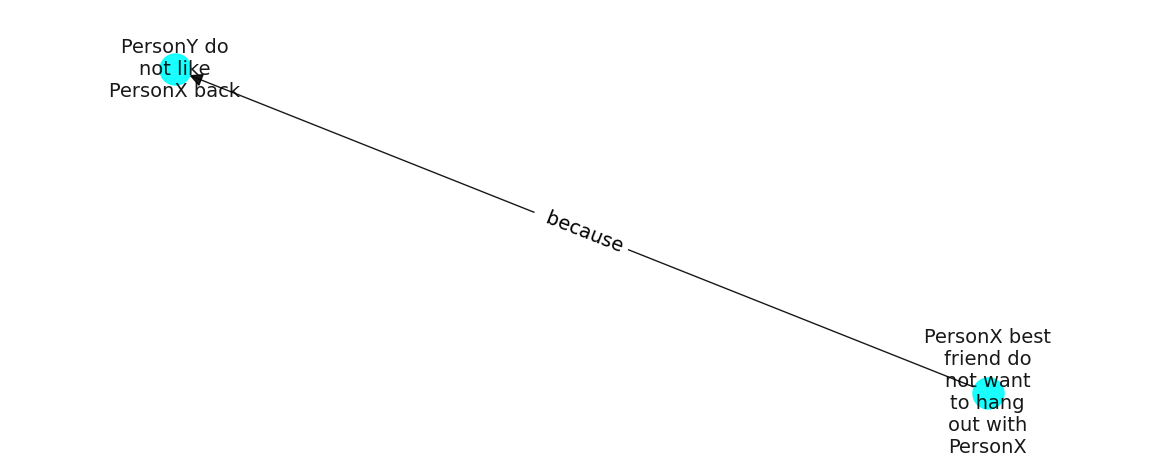 PersonY do
not like
PersonX back
because
PersonX best
friend do
not want
to hang
out with
PersonX